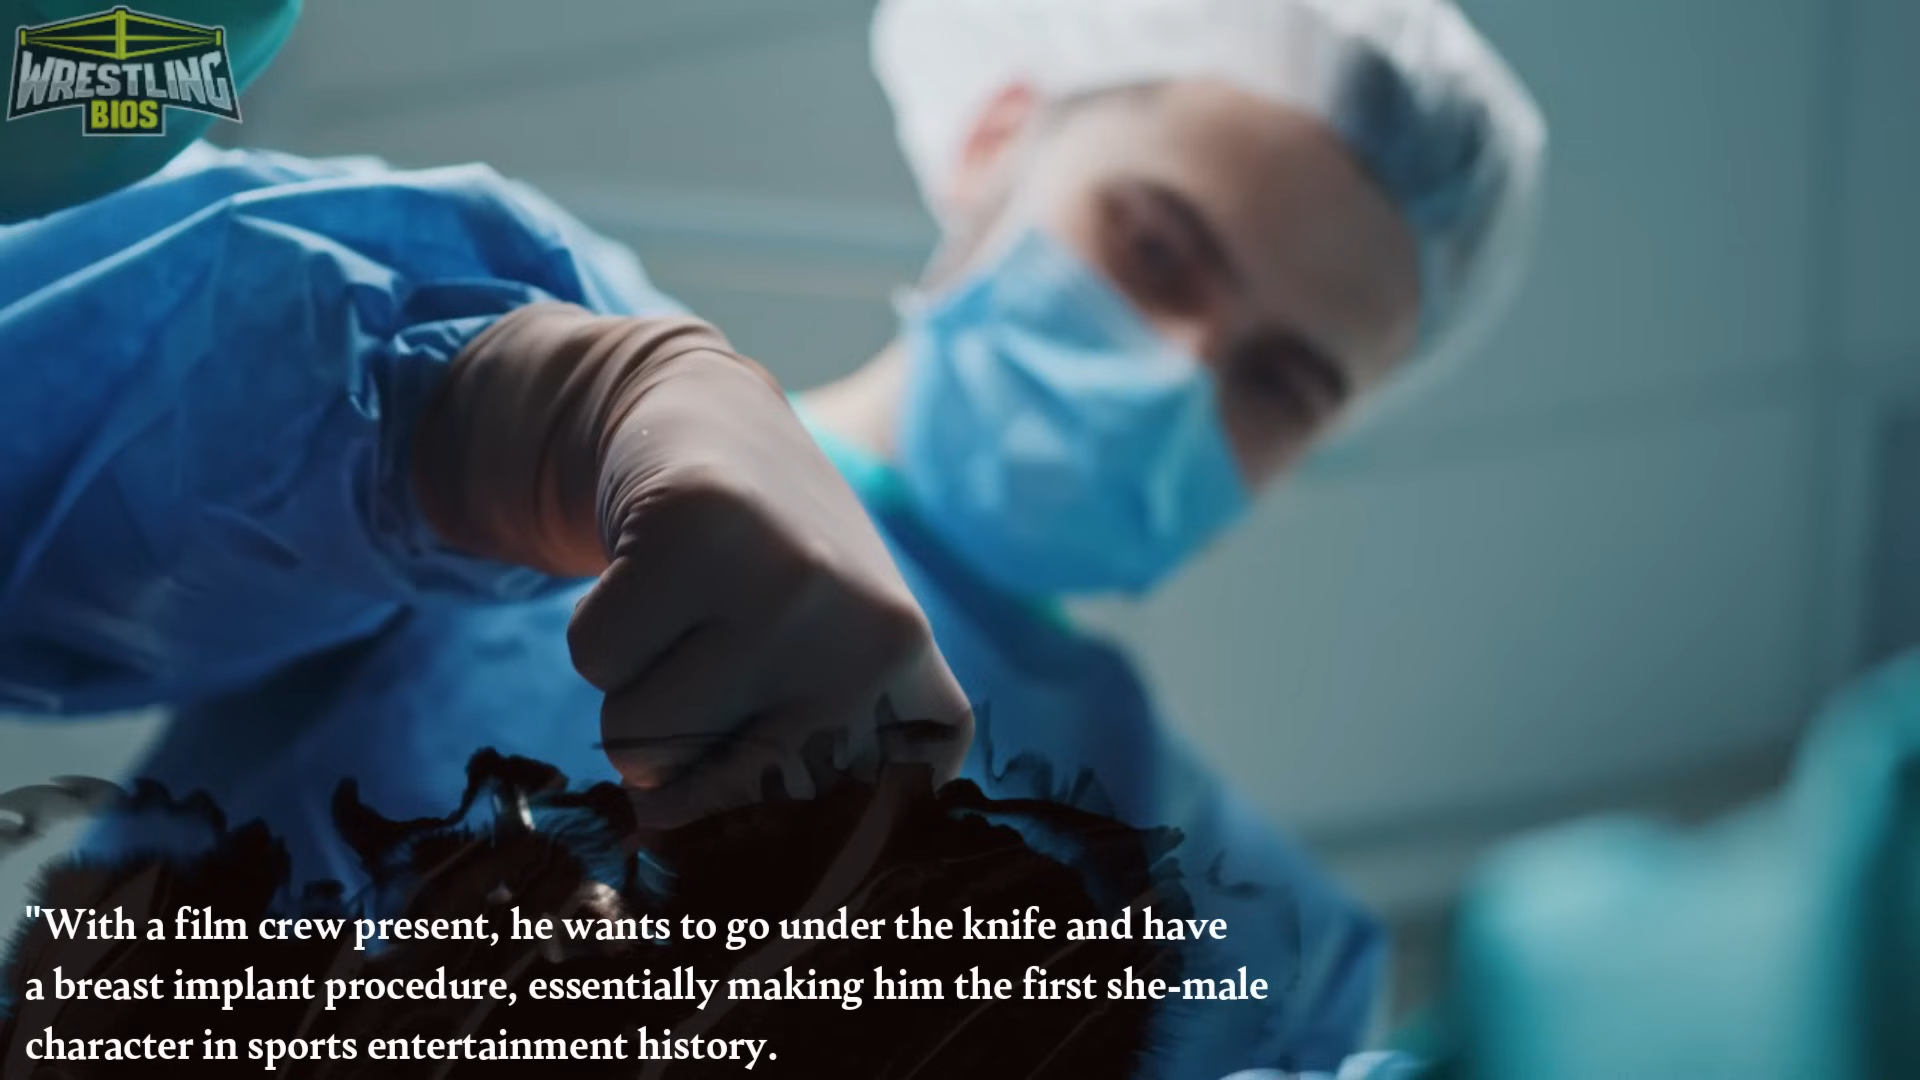 WRESTLING
BIOS
"With a film crew present, he wants to go under the knife and have
a breast implant procedure, essentially making him the first she-male
character in sports entertainment history.